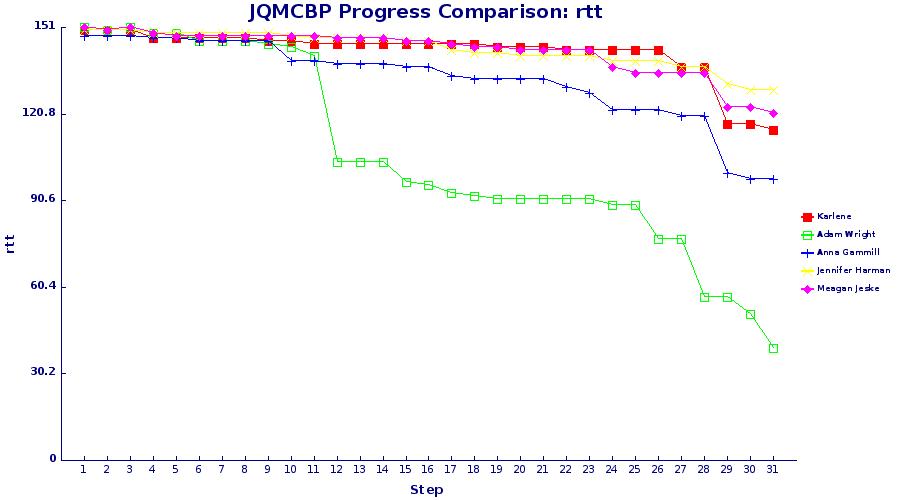 JQMCBP Progress Comparison: rtt
151
120.8
90.6
60.4
30.2
0
rtt
1 2 3 4 5 6 7 8 9 10 11 12 13 14 15 16 17 18 19 20 21 22 23 24 25 26 27 28 29 30 31
Step
Karlene
Adam Wright
Anna Gammill
Jennifer Harman
Meagan Jeske